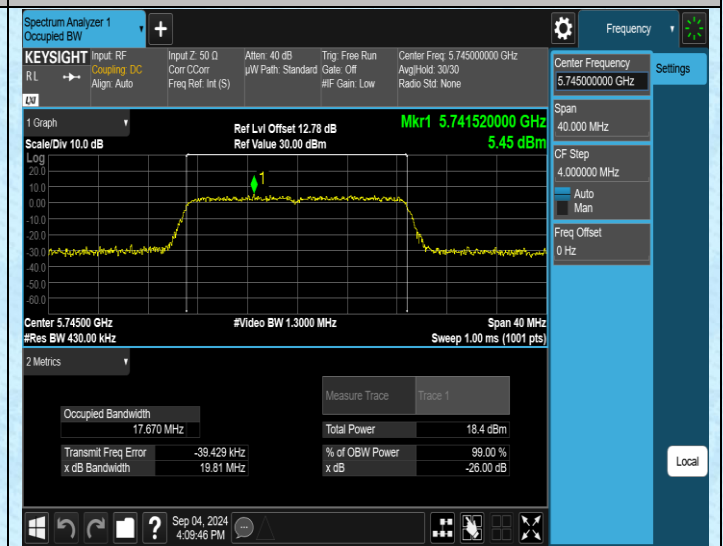 Spectrum Analyzer 1
Occupied BW
+
Frequency
KEYSIGHT Input: RF Input Z: 50 Ω Atten: 40 dB Trig: Free Run Center Freq: 5.745000000 GHz
RL Coupling: DC Corr CCorr µW Path: Standard Gate: Off Avg|Hold: 30/30
Align: Auto Freq Ref: Int (S) #IF Gain: Low Radio Std: None
LXI
Center Frequency
5.745000000 GHz
Settings
Span
40.000 MHz
CF Step
4.000000 MHz
Auto
Man
Freq Offset
0 Hz
1 Graph
Ref Lvl Offset 12.78 dB
Mkr1 5.741520000 GHz
Scale/Div 10.0 dB
Ref Value 30.00 dBm
5.45 dBm
Log
20.0
10.0
0.00
-10.0
-20.0
-30.0
-40.0
-50.0
-60.0
1
Center 5.74500 GHz #Video BW 1.3000 MHz Span 40 MHz
#Res BW 430.00 kHz Sweep 1.00 ms (1001 pts)
2 Metrics
Measure Trace Trace 1
Occupied Bandwidth
17.670 MHz
Total Power 18.4 dBm
Transmit Freq Error -39.429 kHz % of OBW Power 99.00 %
x dB Bandwidth 19.81 MHz x dB -26.00 dB
Local
?
Sep 04, 2024
4:09:46 PM